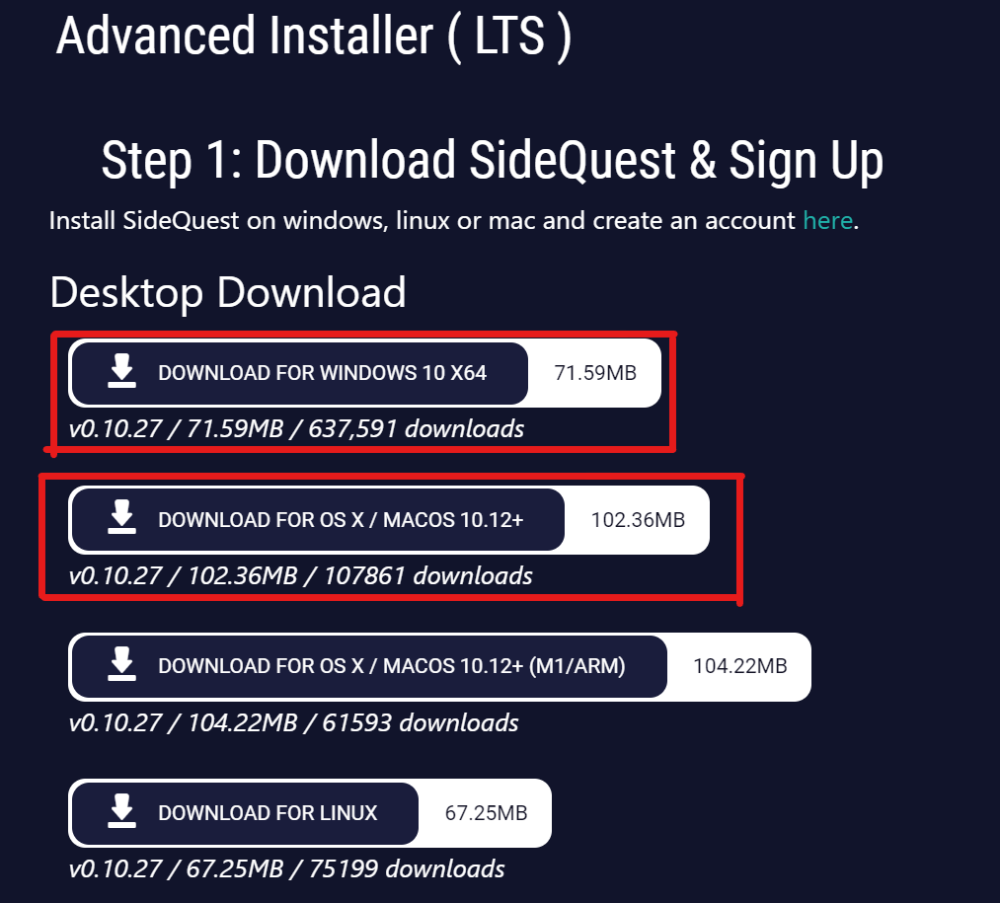 Advanced Installer ( LTS )
Step 1: Download SideQuest & Sign Up
Install SideQuest on windows, linux or mac and create an account here.
Desktop Download
DOWNLOAD FOR WINDOWS 10 X64 71.59MB
v0.10.27 / 71.59MB / 637,591 downloads
DOWNLOAD FOR OS X / MACOS 10.12+ 102.36MB
v0.10.27 / 102.36MB / 107861 downloads
DOWNLOAD FOR OS X / MACOS 10.12+ (M1/ARM) 104.22MB
v0.10.27 / 104.22MB / 61593 downloads
DOWNLOAD FOR LINUX 67.25MB
v0.10.27 / 67.25MB / 75199 downloads